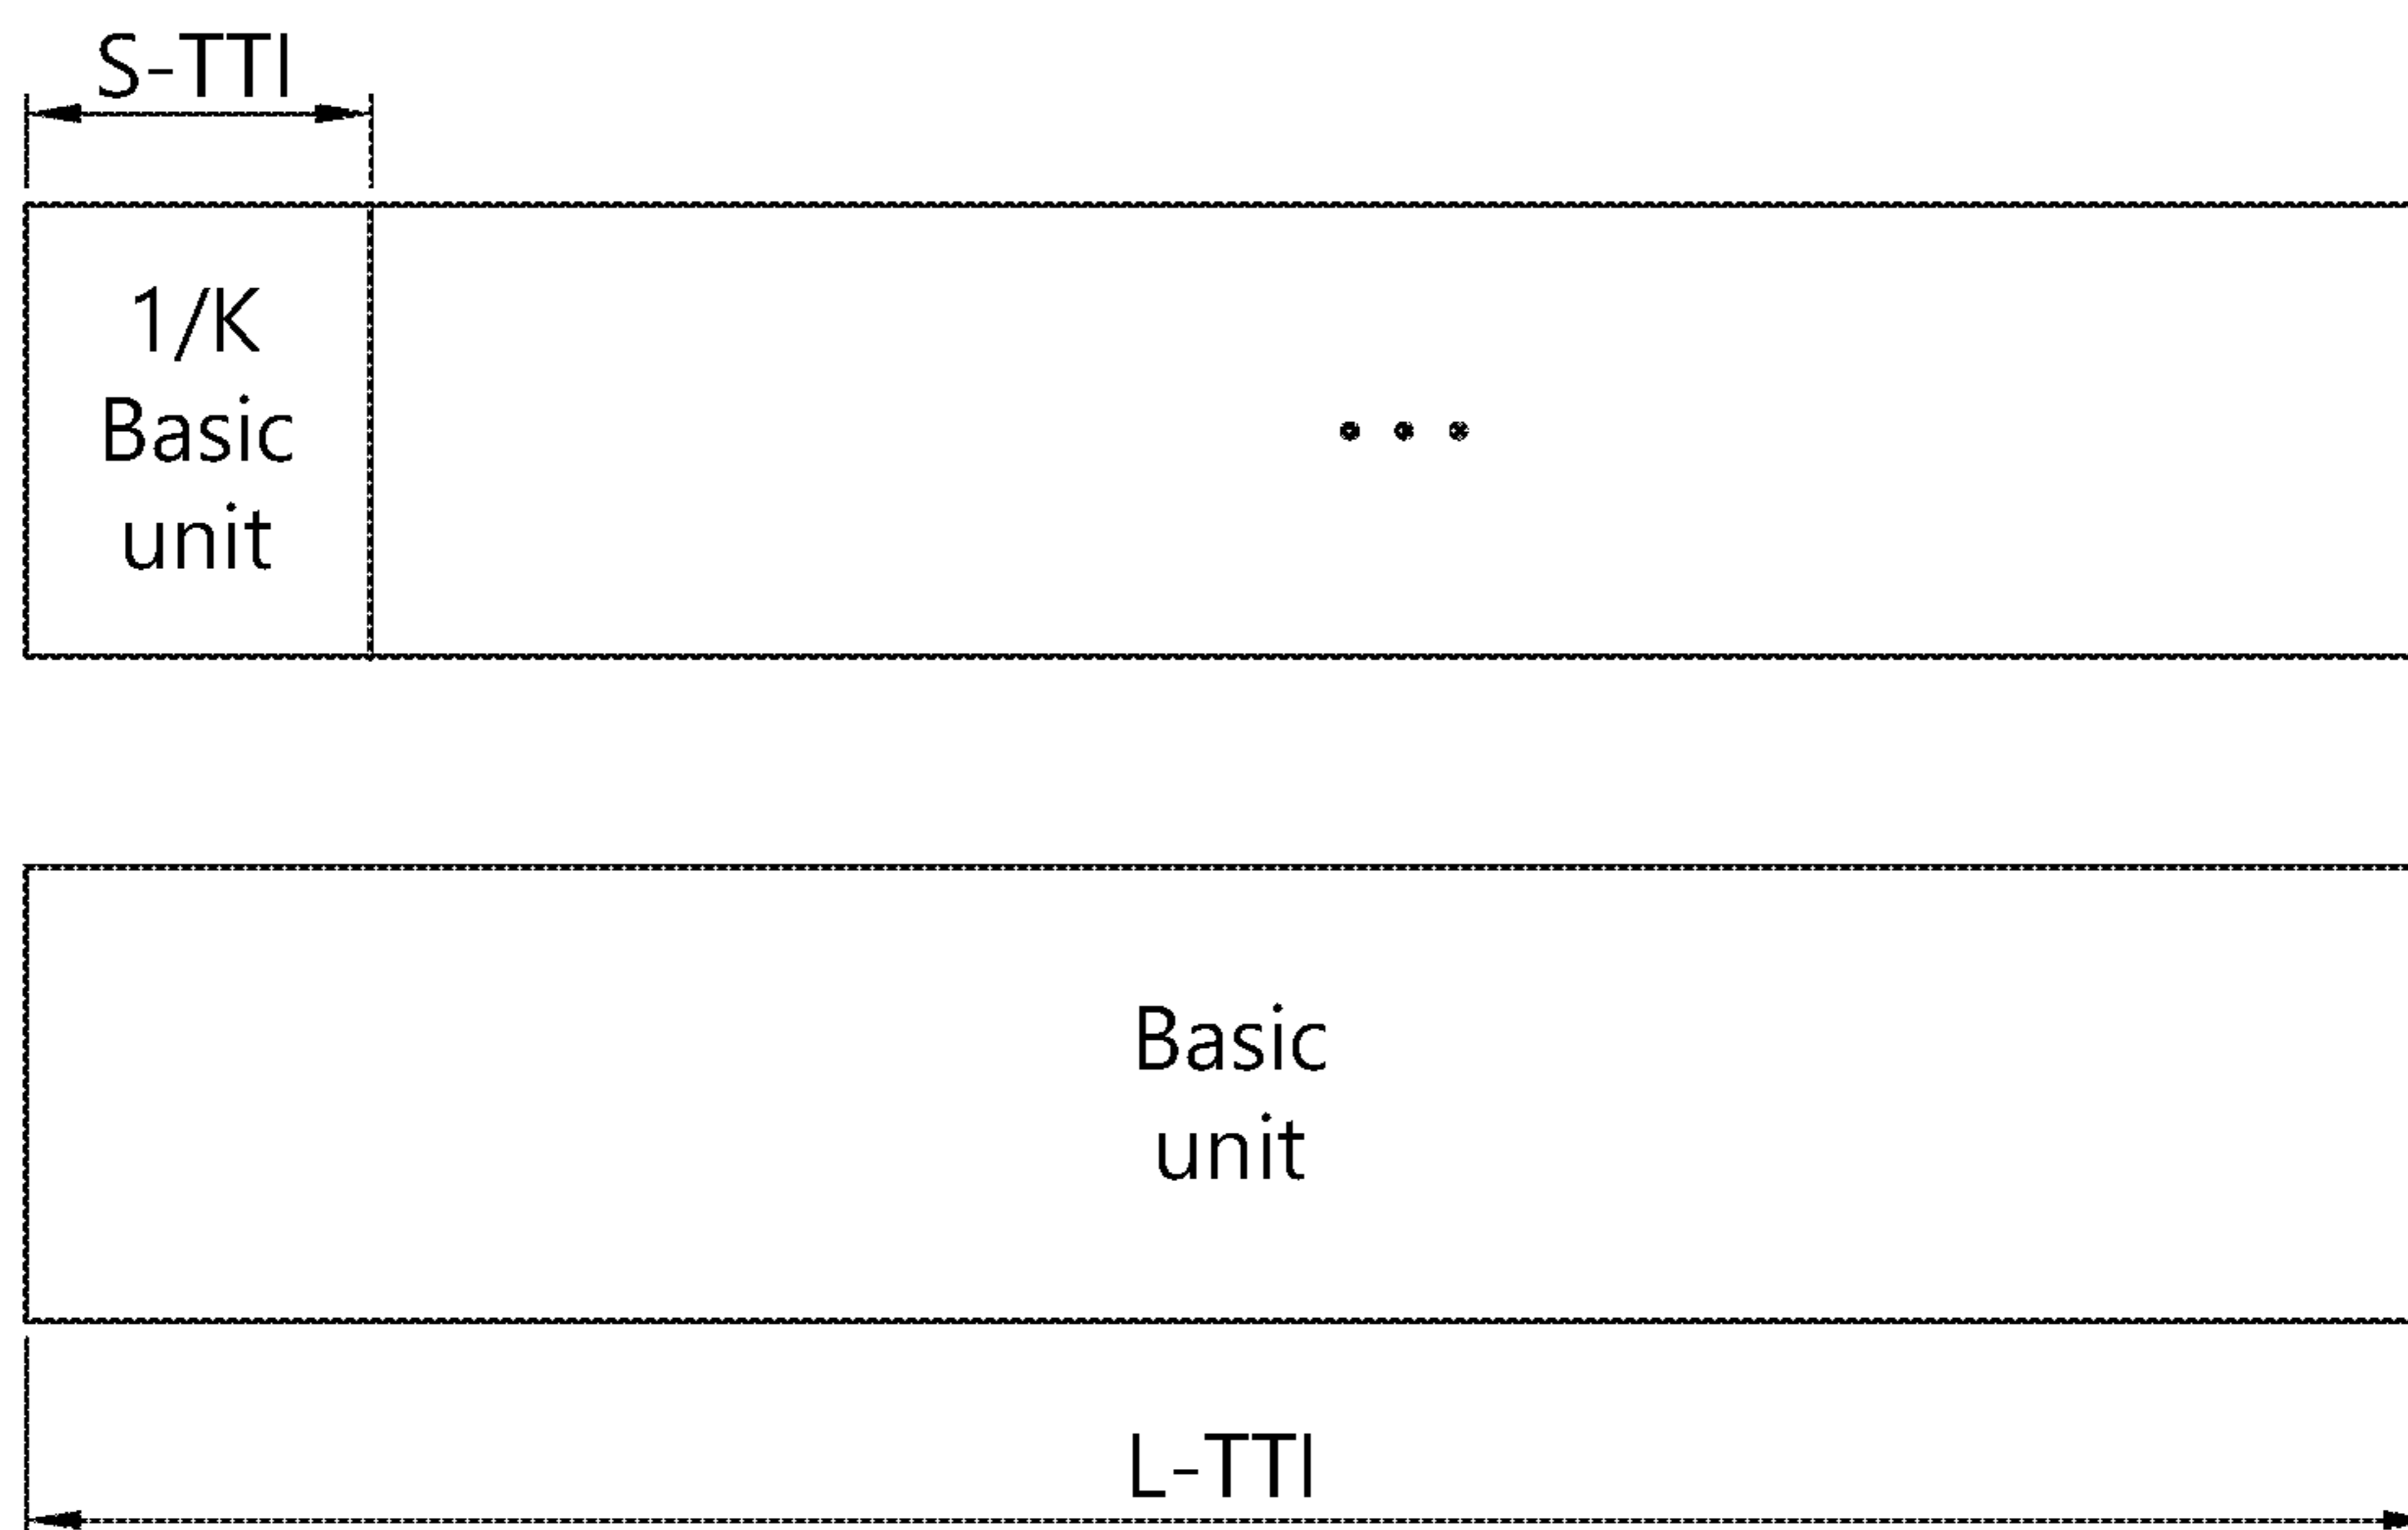 S-TTI
1/K
Basic
unit
• • •
Basic
unit
L-TTI